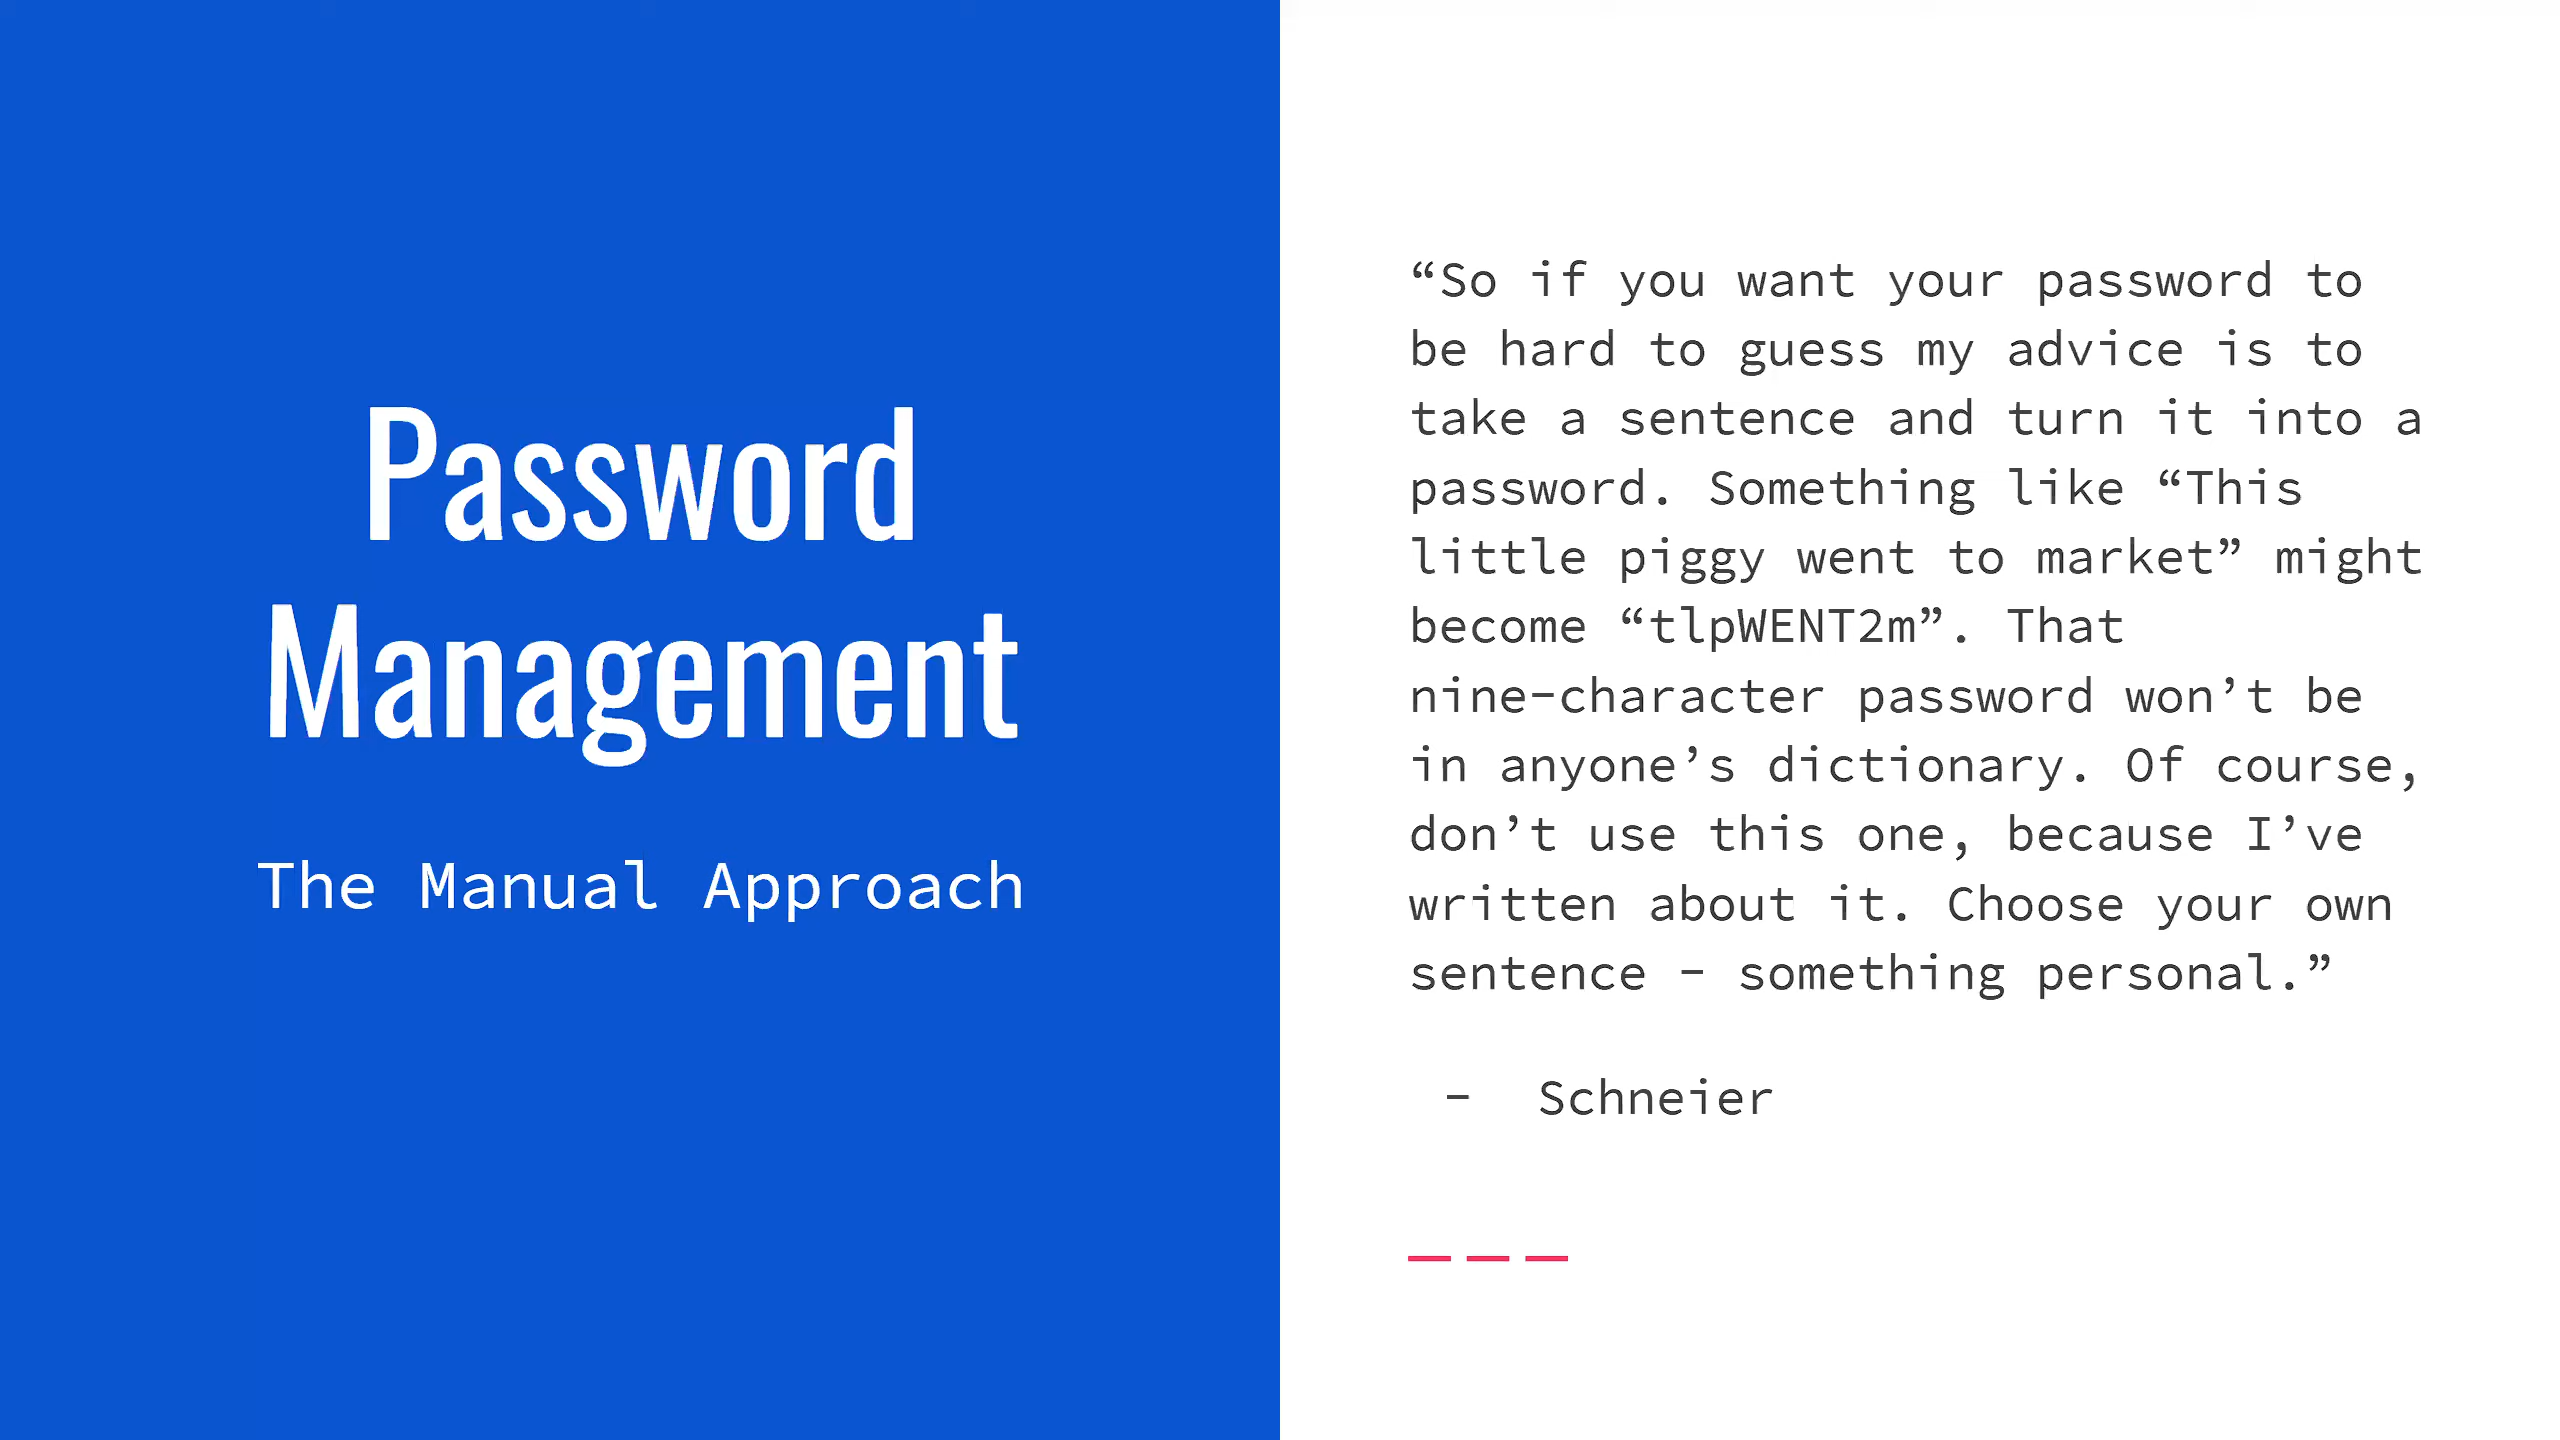 Password
Management
The Manual Approach
“So if you want your password to
be hard to guess my advice is to
take a sentence and turn it into a
password. Something like “This
little piggy went to market” might
become “tlpWENT2m”. That
nine-character password won’t be
in anyone’s dictionary. Of course,
don’t use this one, because I’ve
written about it. Choose your own
sentence - something personal.”
- Schneier